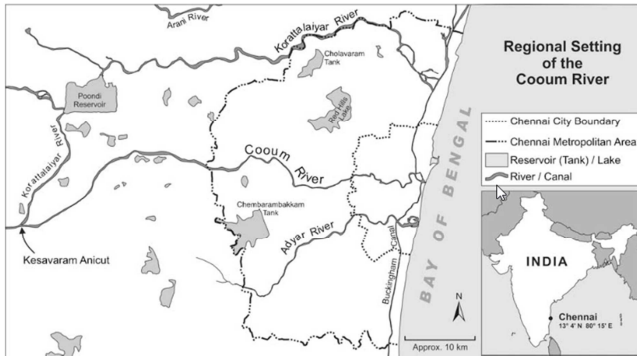 Arani River
Korattalaiyar River
Cholavaram
Tank
Poondi
Reservoir
Red Hills
Lake
Korattalaiyar River
Cooum River
Chembarambakkam
Tank
Adyar River
Kesavaram Anicut
Buckingham Canal
BAY OF BENGAL
N
Approx. 10 km
Regional Setting
of the
Cooum River
Chennai City Boundary
Chennai Metropolitan Area
Reservoir (Tank) / Lake
River / Canal
INDIA
Chennai
13° 4' N 80° 15' E